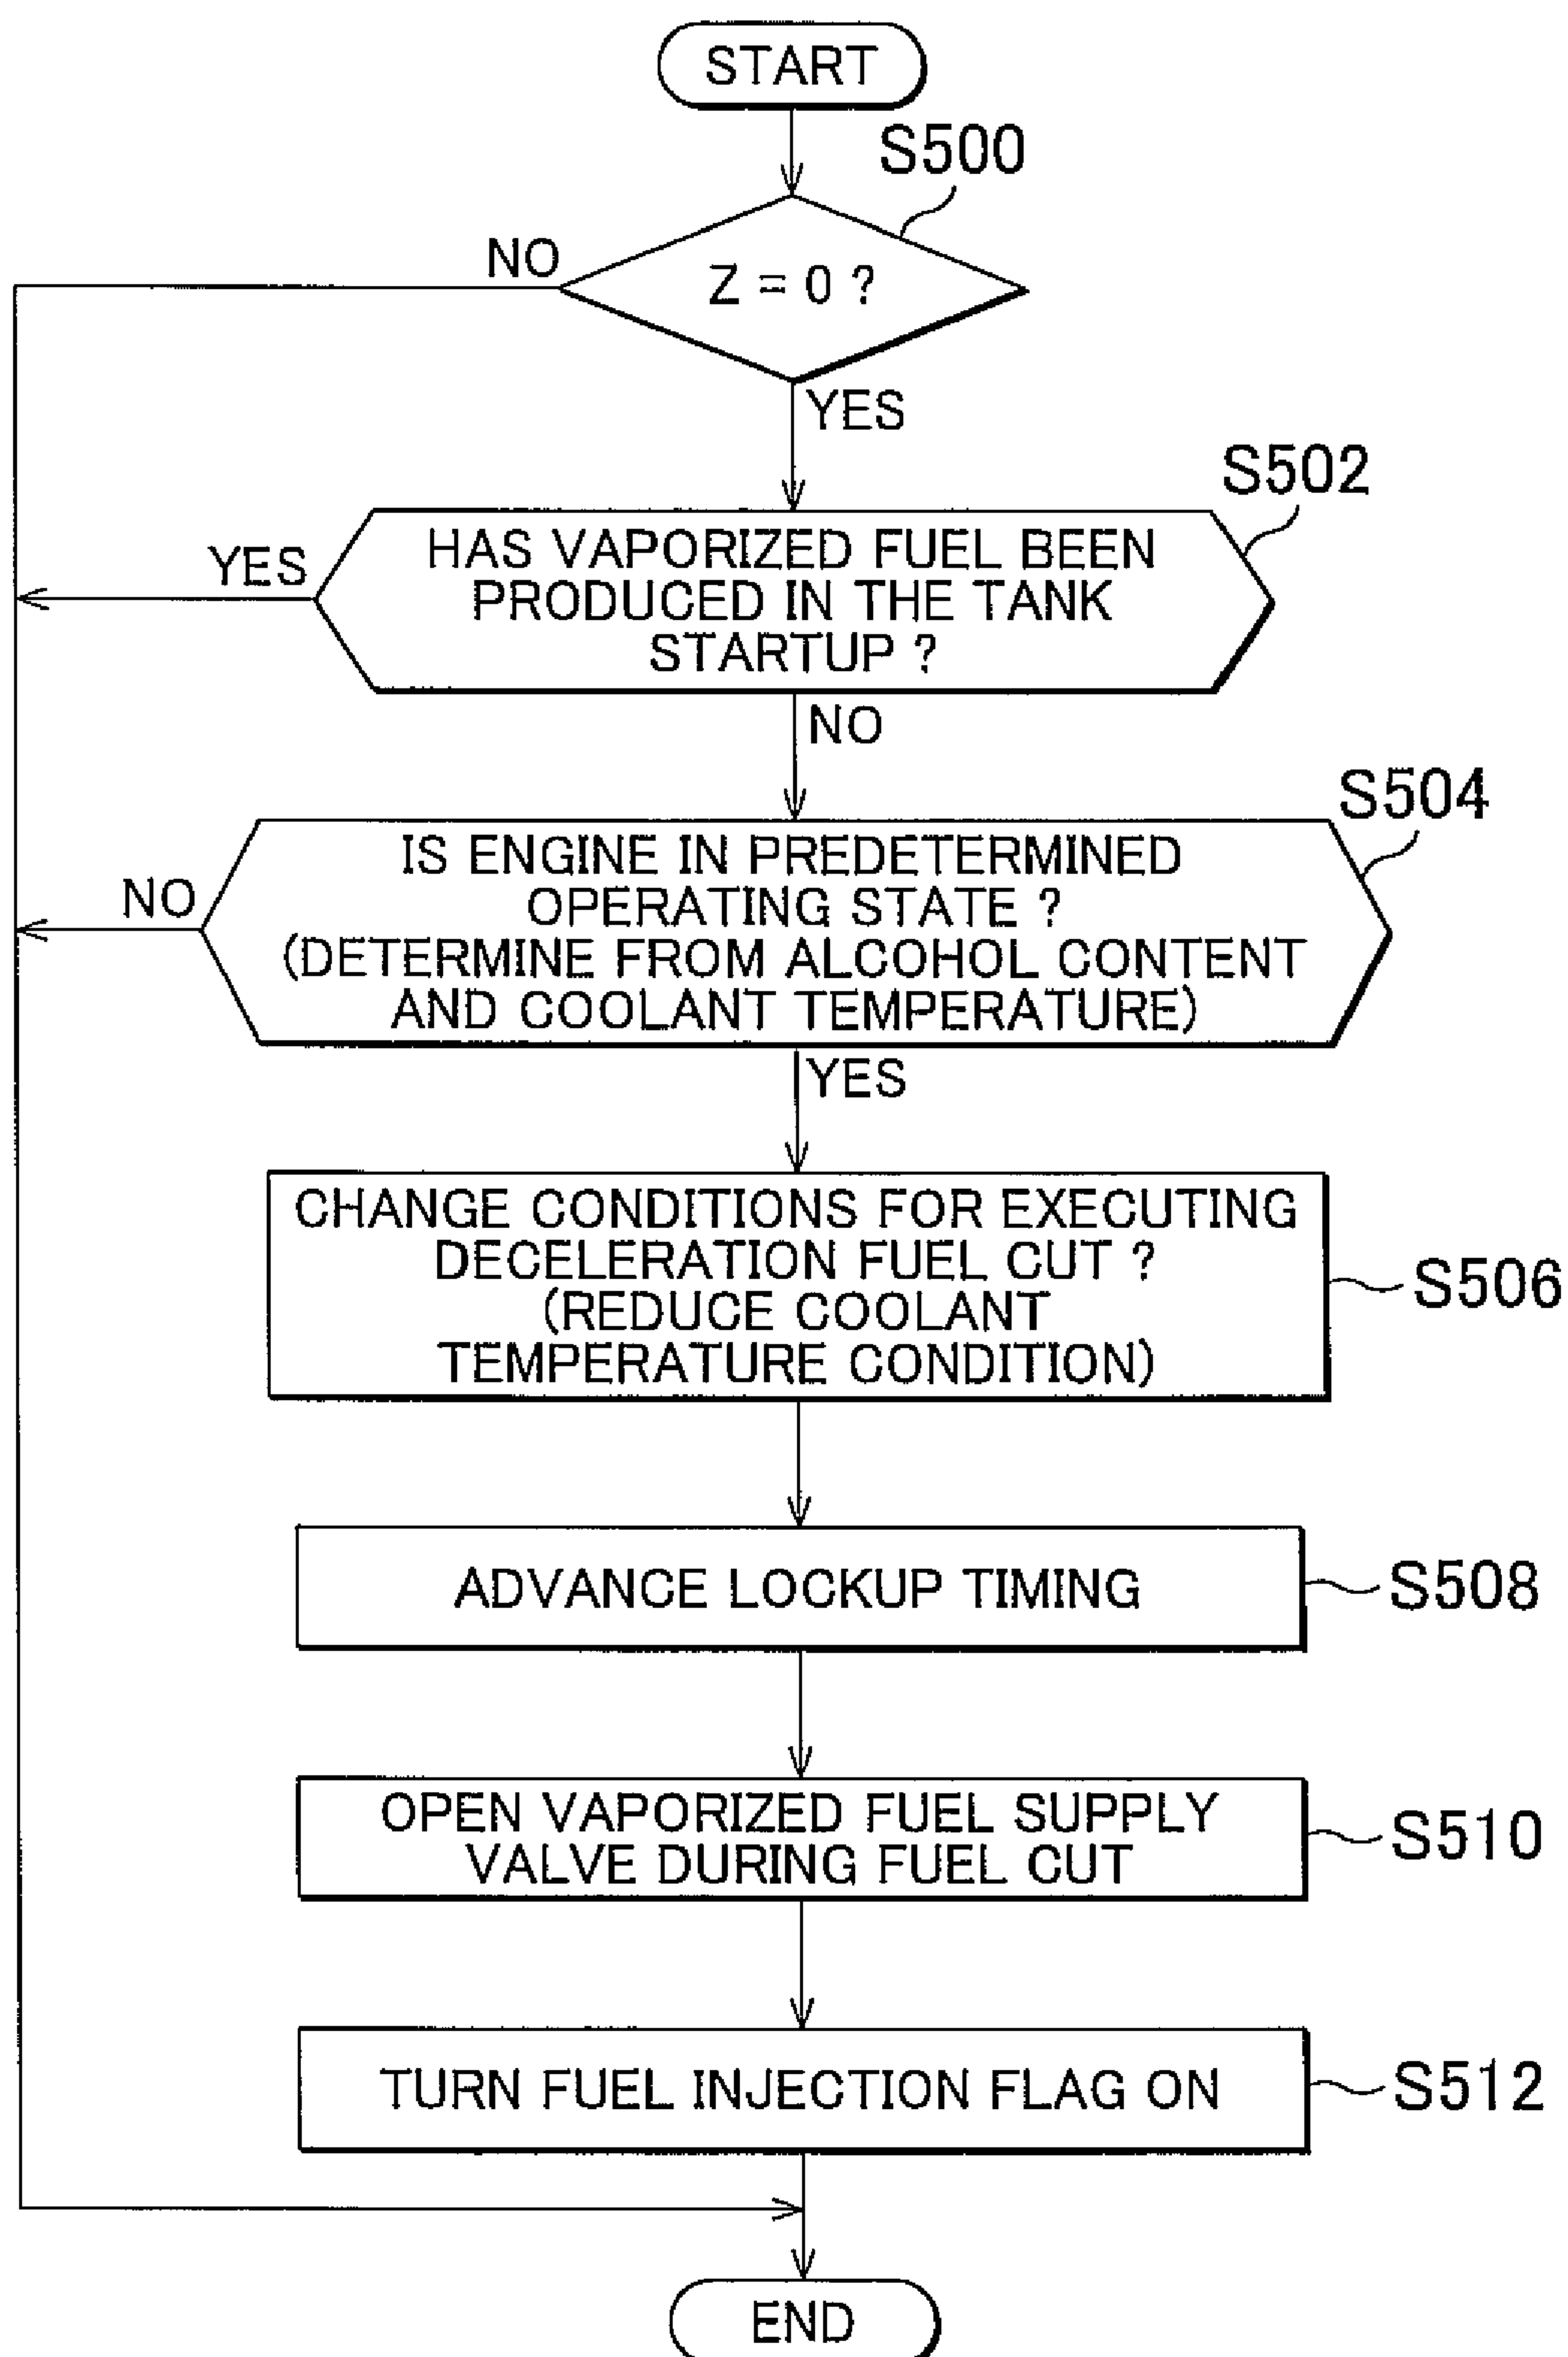 START
S500
NO
Z = 0 ?
YES
S502
YES
HAS VAPORIZED FUEL BEEN
PRODUCED IN THE TANK
STARTUP ?
NO
S504
NO
IS ENGINE IN PREDETERMINED
OPERATING STATE ?
(DETERMINE FROM ALCOHOL CONTENT
AND COOLANT TEMPERATURE)
YES
CHANGE CONDITIONS FOR EXECUTING
DECELERATION FUEL CUT ?
(REDUCE COOLANT
TEMPERATURE CONDITION)
S506
ADVANCE LOCKUP TIMING
S508
OPEN VAPORIZED FUEL SUPPLY
VALVE DURING FUEL CUT
S510
TURN FUEL INJECTION FLAG ON
S512
END